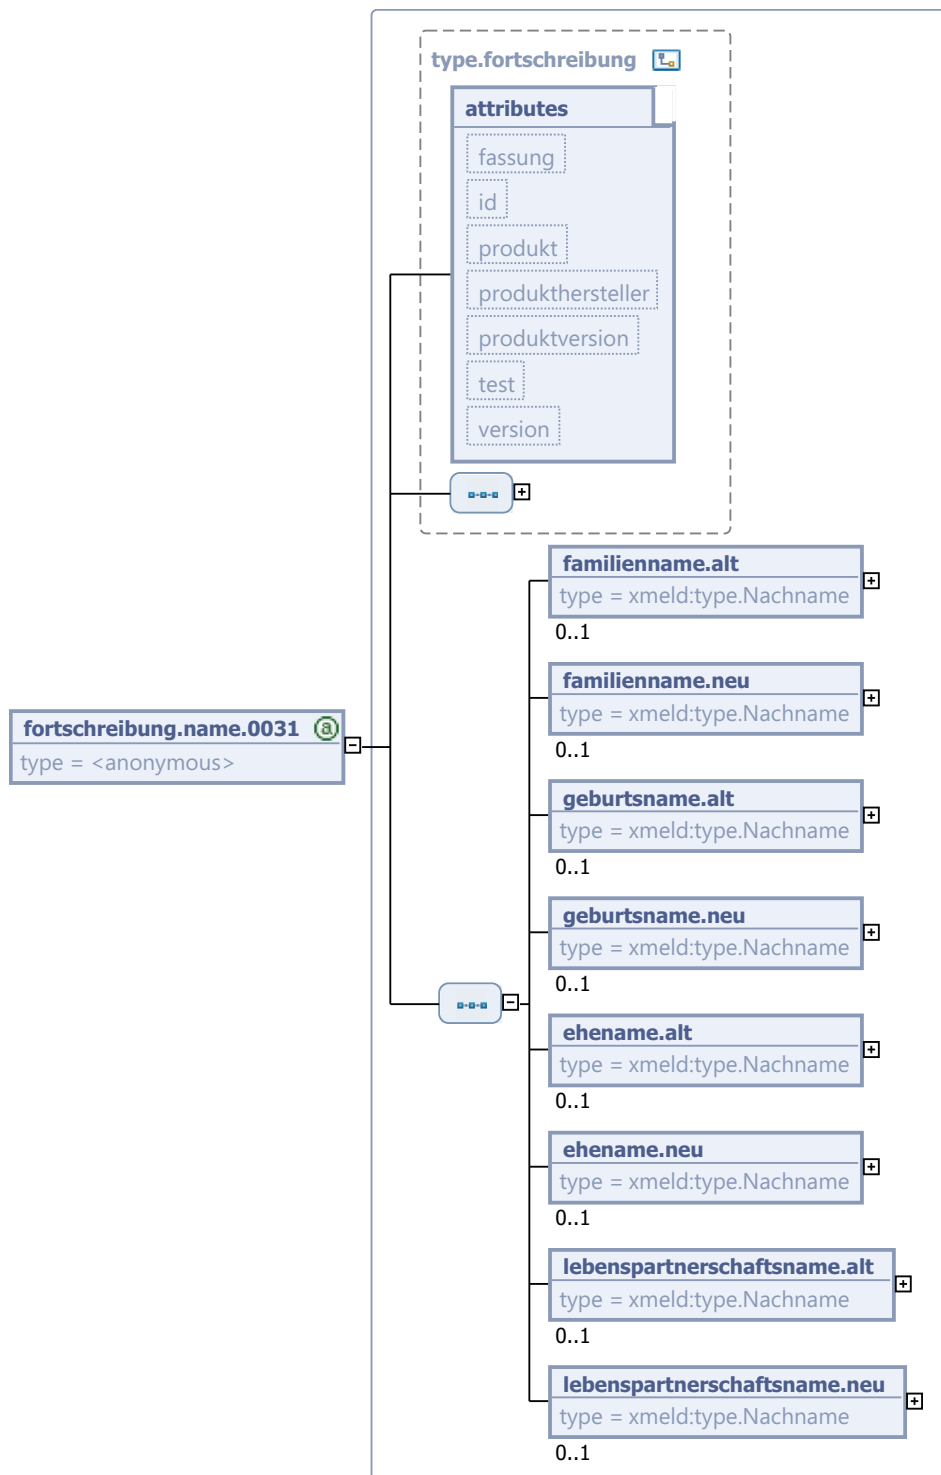 type.fortschreibung
attributes
fassung
id
produkt
produkthersteller
produktversion
test
version
familienname.alt
type = xmeld:type.Nachname
0..1
familienname.neu
type = xmeld:type.Nachname
0..1
fortschreibung.name.0031 @
type = <anonymous>
geburtsname.alt
type = xmeld:type.Nachname
0..1
geburtsname.neu
type = xmeld:type.Nachname
0..1
ehename.alt
type = xmeld:type.Nachname
0..1
ehename.neu
type = xmeld:type.Nachname
0..1
lebenspartnerschaftsname.alt
type = xmeld:type.Nachname
0..1
lebenspartnerschaftsname.neu
type = xmeld:type.Nachname
0..1